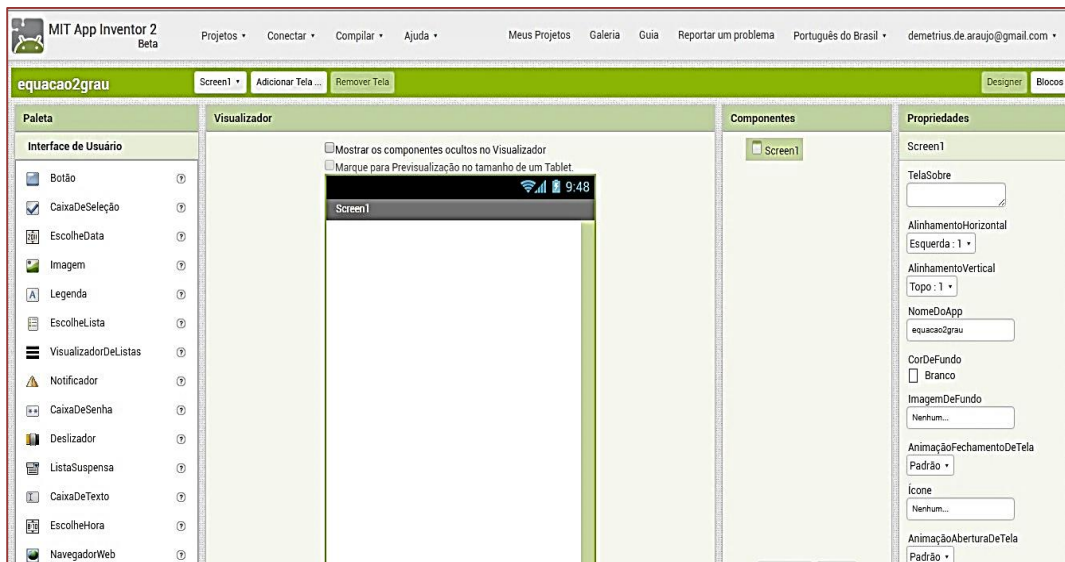 MIT App Inventor 2
Beta
Projetos Conectar Compilar Ajuda Meus Projetos Galeria Guia Reportar um problema Português do Brasil demetrius.de.araujo@gmail.com
equacao2grau Screen1 Adicionar Tela ... Remover Tela Designer Blocos
Paleta
Interface de Usuário
Botão
CaixaDeSeleção
EscolheData
Imagem
Legenda
EscolheLista
VisualizadorDeListas
Notificador
CaixaDeSenha
Deslizador
ListaSuspensa
CaixaDeTexto
EscolheHora
NavegadorWeb
Visualizador
Mostrar os componentes ocultos no Visualizador
Marque para Previsualização no tamanho de um Tablet.
9:48
Screen1
Componentes
Screen1
Propriedades
Screen1
TelaSobre
AlinhamentoHorizontal
Esquerda : 1
AlinhamentoVertical
Topo : 1
NomeDoApp
equacao2grau
CorDeFundo
Branco
ImagemDeFundo
Nenhum...
AnimaçãoFechamentoDeTela
Padrão
Ícone
Nenhum...
AnimaçãoAberturaDeTela
Padrão